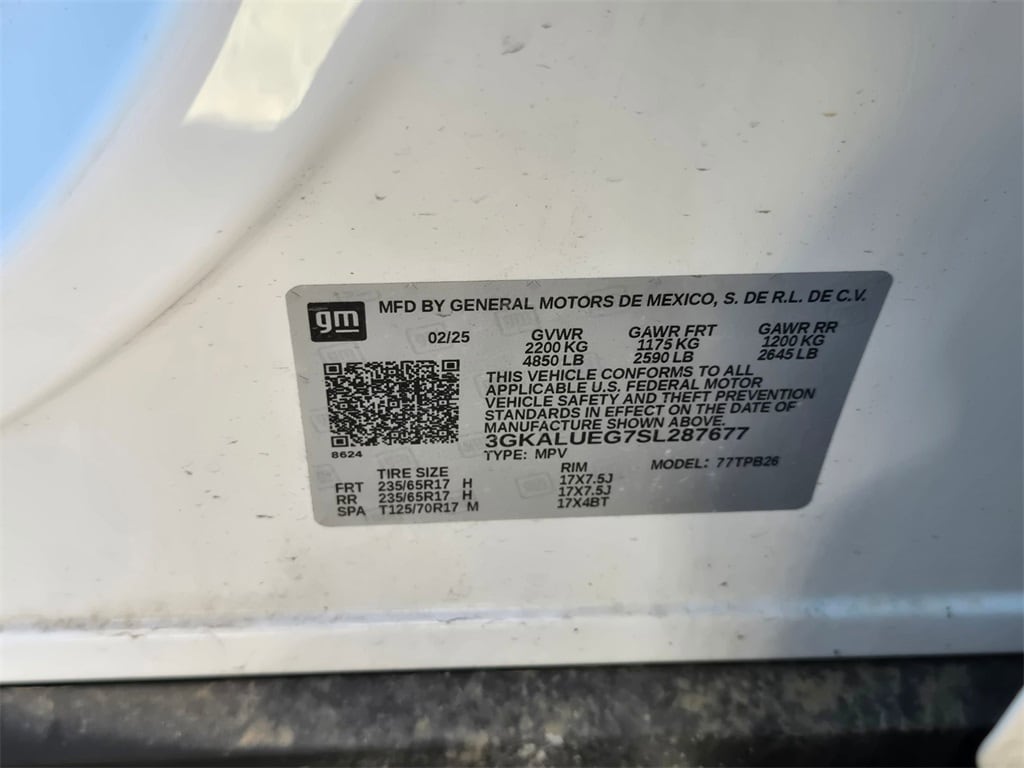 gm
MFD BY GENERAL MOTORS DE MEXICO, S. DE R.L. DE C.V.
02/25 GVWR GAWR FRT GAWR RR
2200 KG 1175 KG 1200 KG
4850 LB 2590 LB 2645 LB
THIS VEHICLE CONFORMS TO ALL
APPLICABLE U.S. FEDERAL MOTOR
VEHICLE SAFETY AND THEFT PREVENTION
STANDARDS IN EFFECT ON THE DATE OF
MANUFACTURE SHOWN ABOVE.
3GKALUEG7SL287677
8624
TYPE: MPV MODEL: 77TPB26
TIRE SIZE RIM
FRT 235/65R17 H 17X7.5J
RR 235/65R17 H 17X7.5J
SPA T125/70R17 M 17X4BT